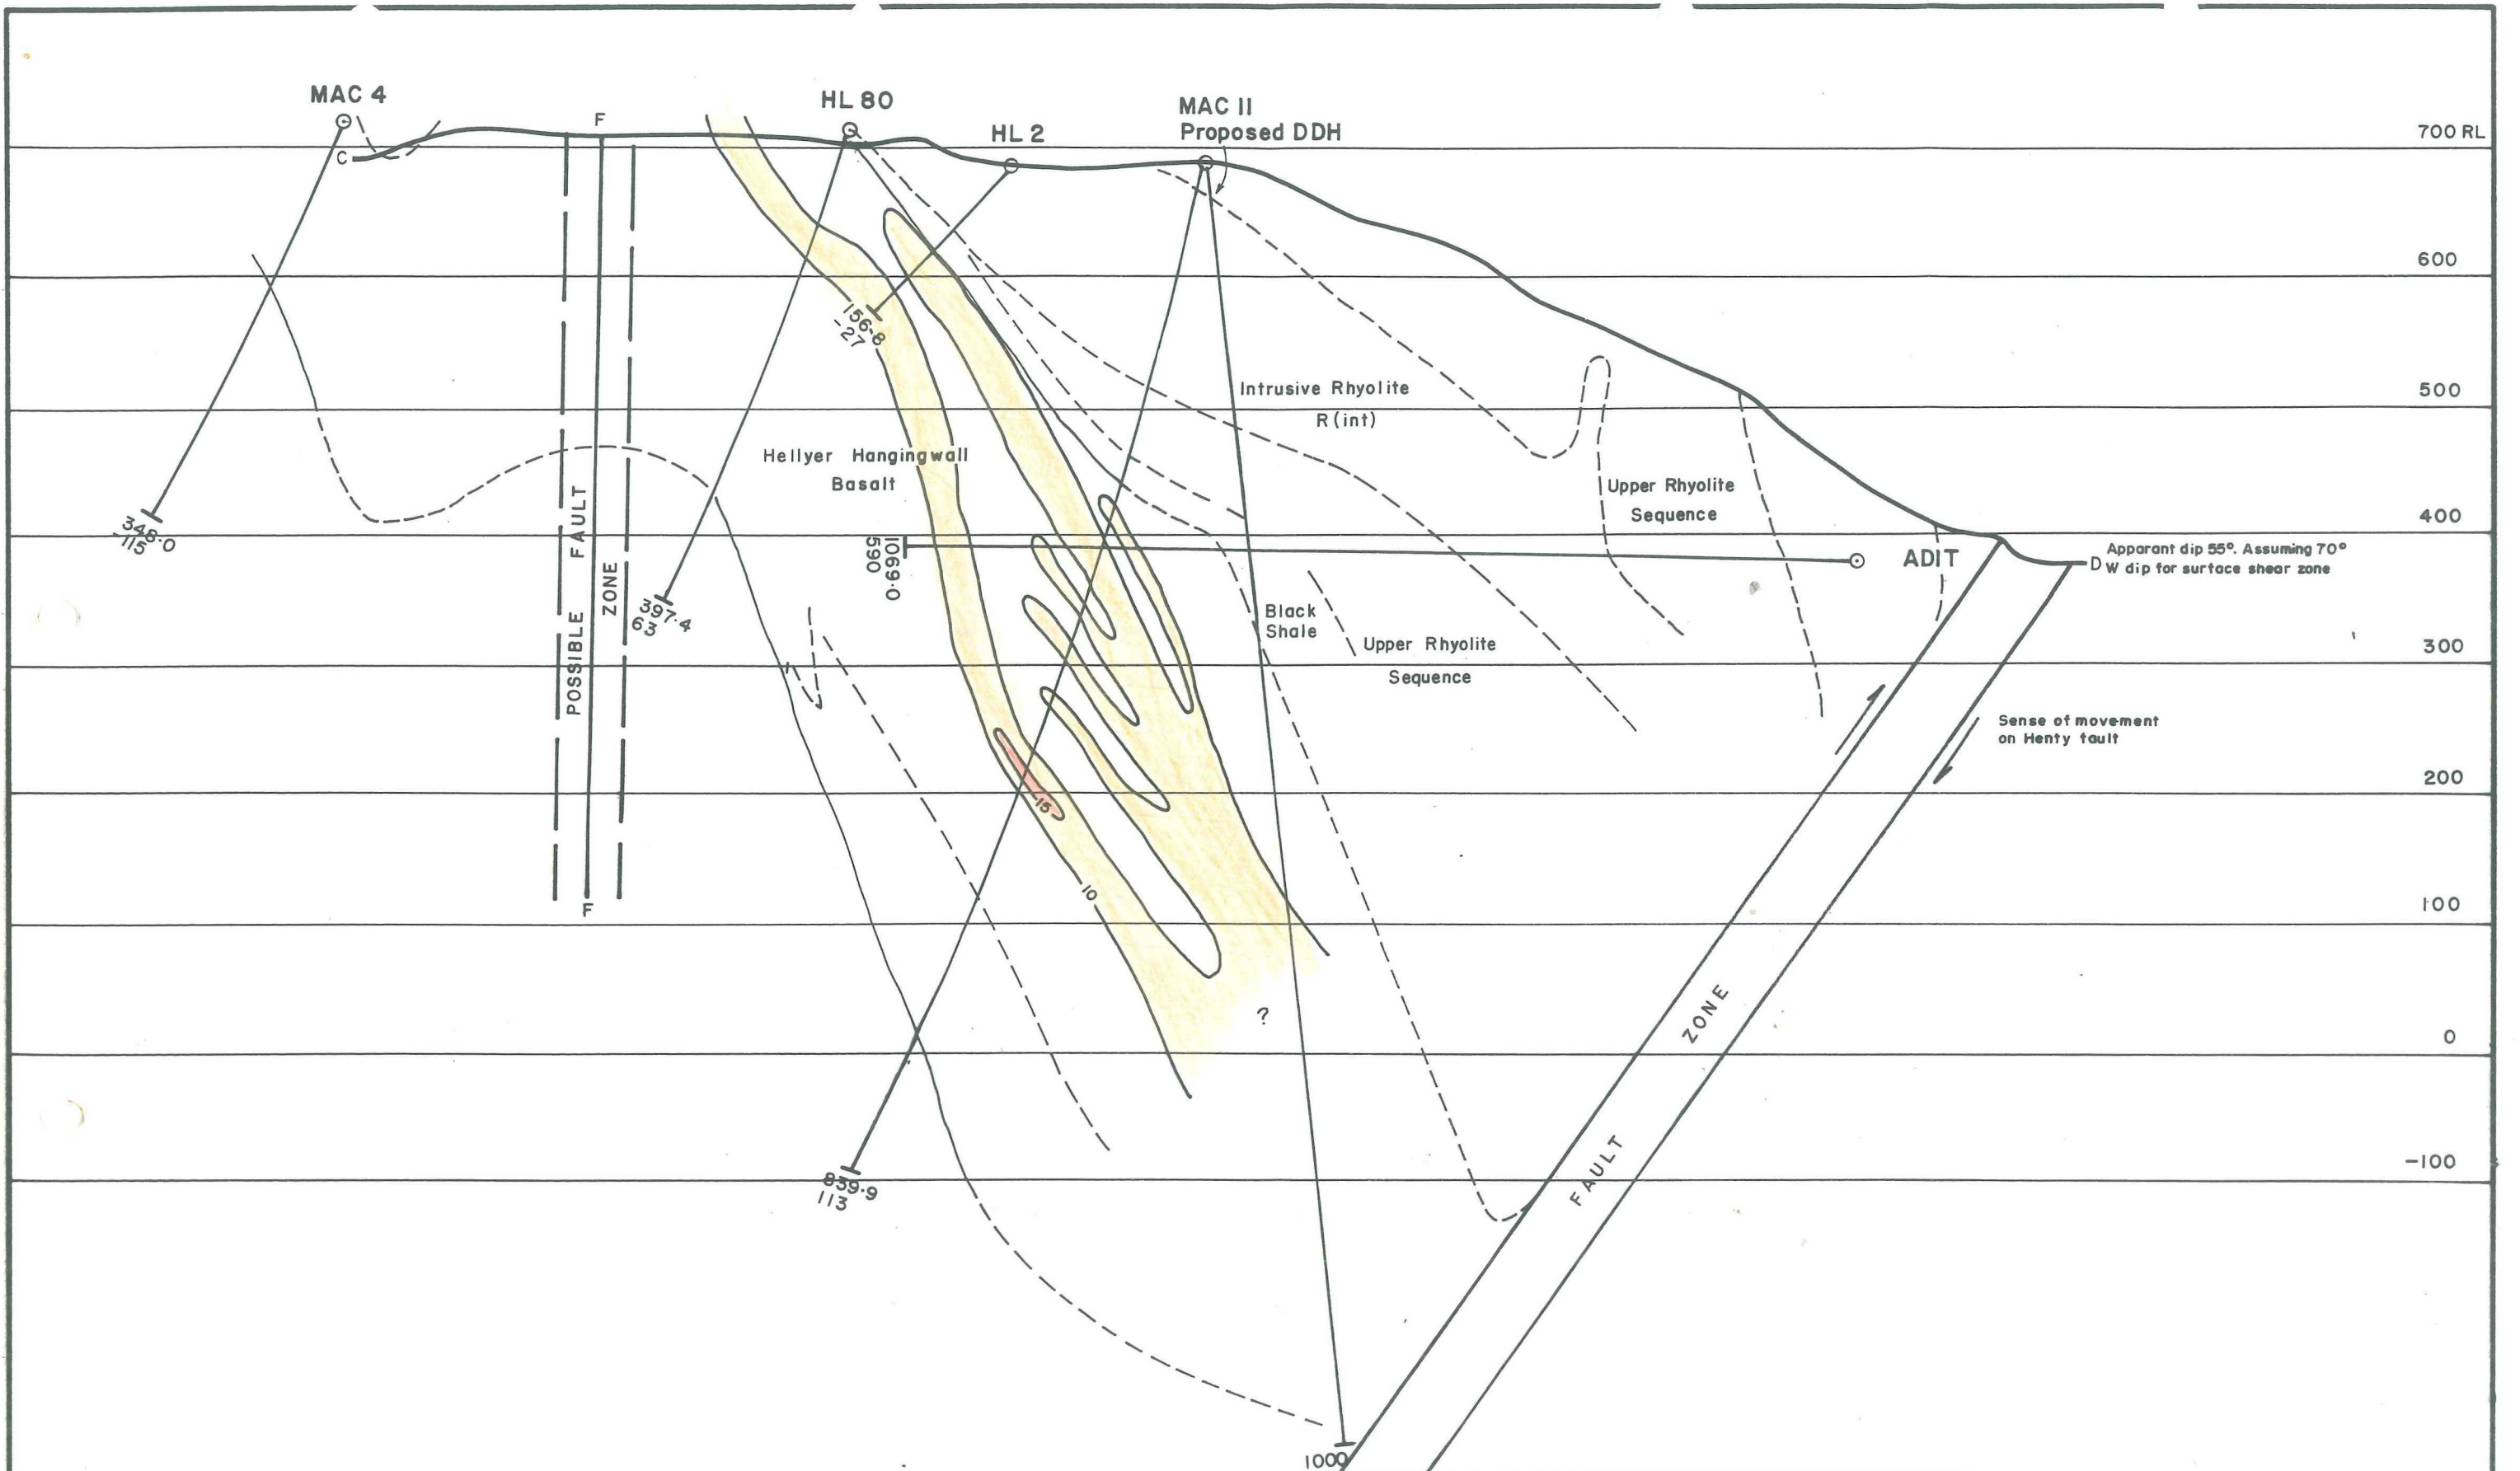 MAC 4
F
HL 80
HL 2
MAC 11
Proposed DDH
700 RL
C
600
156·8
-27
Intrusive Rhyolite
R (int)
500
Hellyer Hangingwall
Basalt
Upper Rhyolite
Sequence
400
346·0
-115
1069·0
590
ADIT
D
Apparant dip 55°. Assuming 70°
W dip for surface shear zone
POSSIBLE FAULT
ZONE
397·4
63
Black
Shale
Upper Rhyolite
Sequence
300
Sense of movement
on Henty fault
200
15
10
F
100
?
0
FAULT ZONE
-100
839·9
113
1000